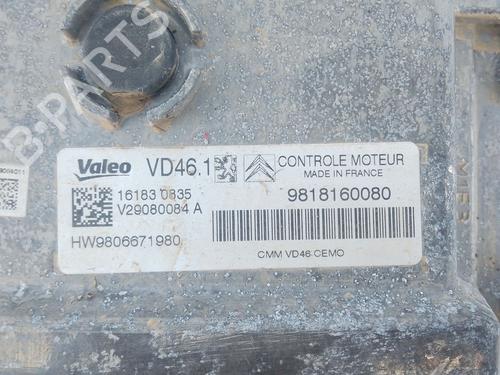 B-PARTS
Valeo VD46.1 CONTROLE MOTEUR
MADE IN FRANCE
16183 0835 9818160080
V29080084 A
HW9806671980
CMM VD46 CEMO